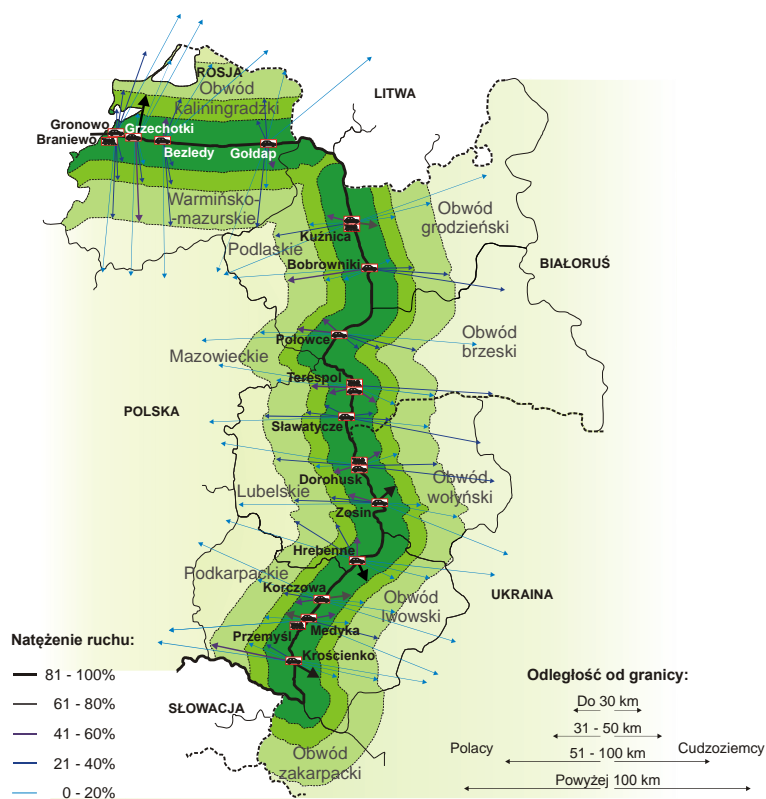 ROSJA
Obwód
kaliningradzki
LITWA
Gronowo
Grzechotki
Braniewo
Bezledy
Gołdap
Warmińsko-
-mazurskie
Obwód
grodzieński
Kuźnica
Podlaskie
Bobrowniki
BIAŁORUŚ
Połowce
Obwód
brzeski
Mazowieckie
Terespol
POLSKA
Sławatycze
Dorohusk
Obwód
wołyński
Lubelskie
Zosin
Hrebenne
Podkarpackie
Korczowa
UKRAINA
Obwód
lwowski
Medyka
Przemyśl
Krościenko
Natężenie ruchu:
81 - 100%
61 - 80%
41 - 60%
21 - 40%
0 - 20%
SŁOWACJA
Obwód
zakarpacki
Odległość od granicy:
Do 30 km
31 - 50 km
Polacy 51 - 100 km Cudzoziemcy
Powyżej 100 km